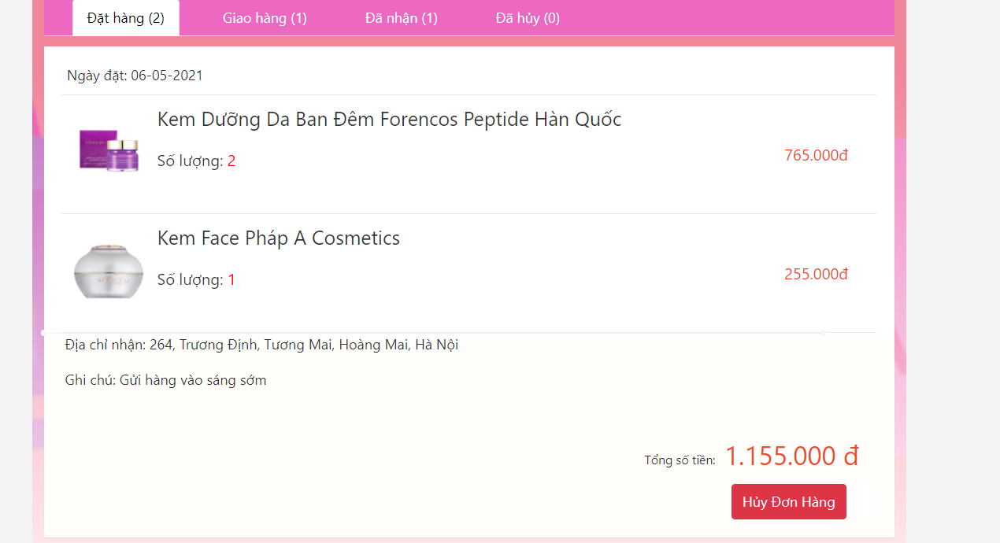 Đặt hàng (2) Giao hàng (1) Đã nhận (1) Đã hủy (0)
Ngày đặt: 06-05-2021
Kem Dưỡng Da Ban Đêm Forencos Peptide Hàn Quốc
Số lượng: 2
765.000đ
Kem Face Pháp A Cosmetics
Số lượng: 1
255.000đ
Địa chỉ nhận: 264, Trương Định, Tương Mai, Hoàng Mai, Hà Nội
Ghi chú: Gửi hàng vào sáng sớm
Tổng số tiền: 1.155.000 đ
Hủy Đơn Hàng